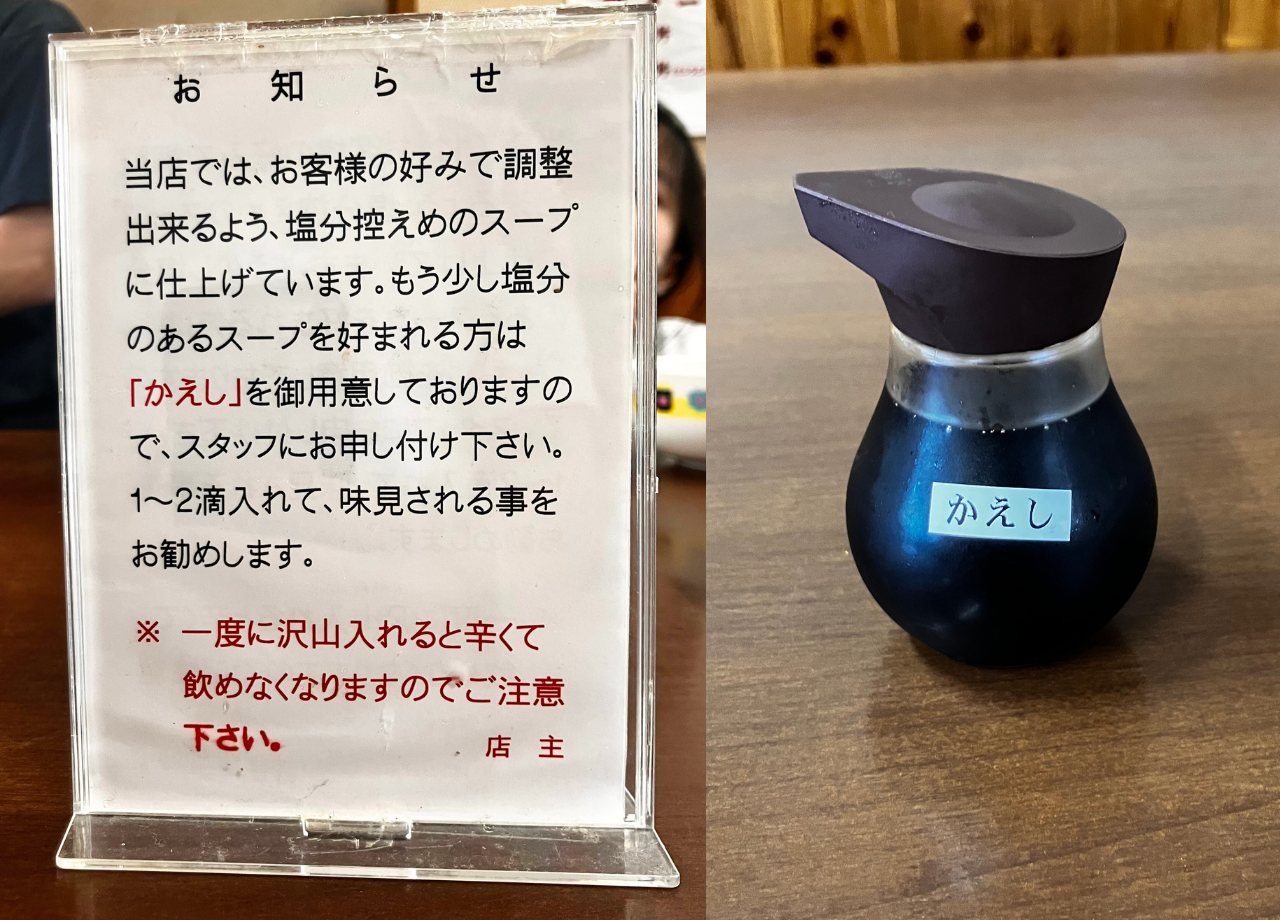 お知らせ
当店では、お客様の好みで調整
出来るよう、塩分控えめのスープ
に仕上げています。もう少し塩分
のあるスープを好まれる方は
「かえし」を御用意しておりますの
で、スタッフにお申し付け下さい。
1～2滴入れて、味見される事を
お勧めします。
※ 一度に沢山入れると辛くて
飲めなくなりますのでご注意
下さい。
店主
かえし